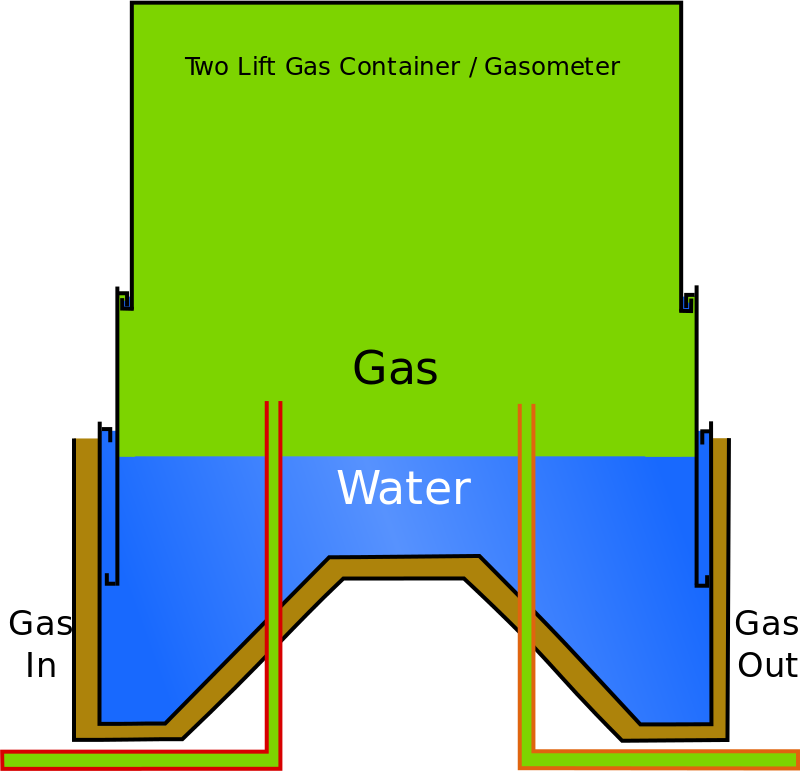 Two Lift Gas Container / Gasometer
Gas
Water
Gas
In
Gas
Out